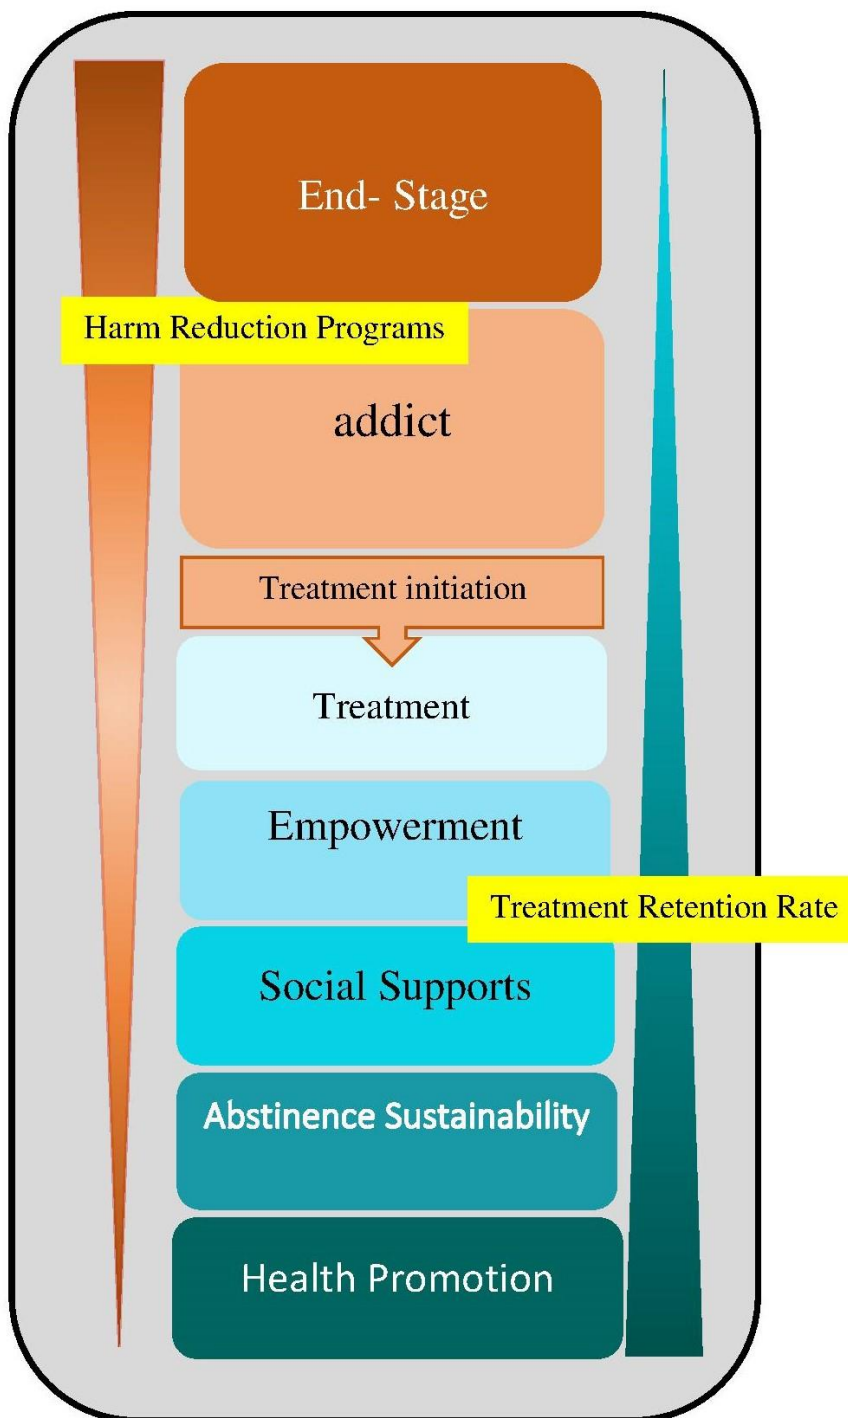 End- Stage
Harm Reduction Programs
addict
Treatment initiation
Treatment
Empowerment
Treatment Retention Rate
Social Supports
Abstinence Sustainability
Health Promotion